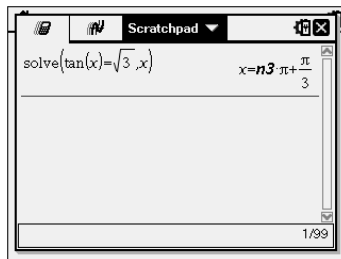 Scratchpad
solve(tan(x)=√3,x)
x=n3·π+π/3
1/99